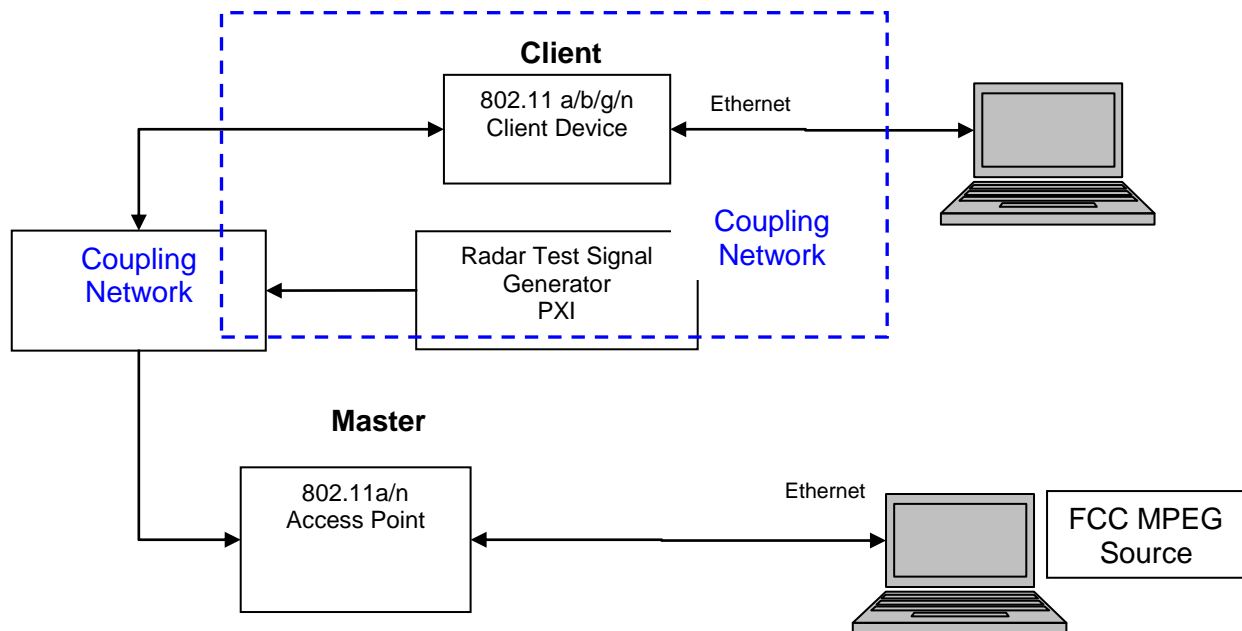 Client
802.11 a/b/g/n
Client Device
Ethernet
Coupling
Network
Radar Test Signal
Generator
PXI
Coupling
Network
Master
802.11a/n
Access Point
Ethernet
FCC MPEG
Source